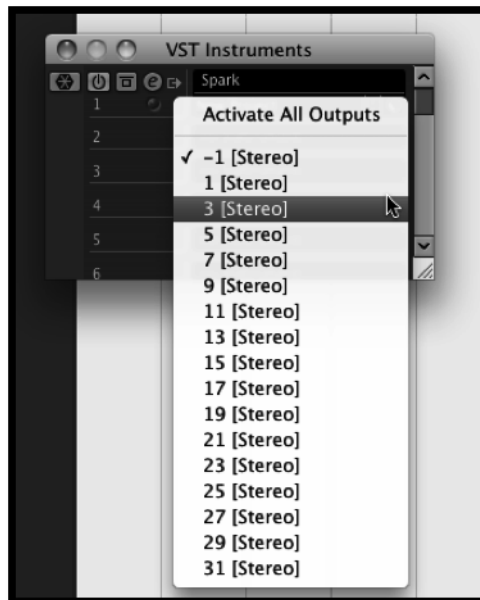 VST Instruments
Spark
1
Activate All Outputs
2
✓ -1 [Stereo]
3
1 [Stereo]
3 [Stereo]
4
5 [Stereo]
5
7 [Stereo]
9 [Stereo]
6
11 [Stereo]
13 [Stereo]
15 [Stereo]
17 [Stereo]
19 [Stereo]
21 [Stereo]
23 [Stereo]
25 [Stereo]
27 [Stereo]
29 [Stereo]
31 [Stereo]